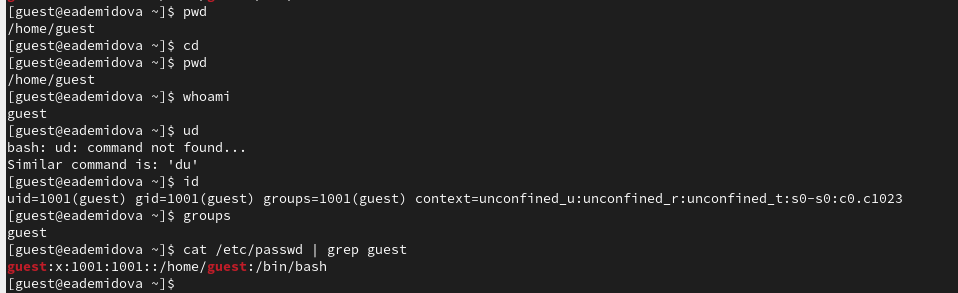 [guest@eademidova ~]$ pwd
/home/guest
[guest@eademidova ~]$ cd
[guest@eademidova ~]$ pwd
/home/guest
[guest@eademidova ~]$ whoami
guest
[guest@eademidova ~]$ ud
bash: ud: command not found...
Similar command is: 'du'
[guest@eademidova ~]$ id
uid=1001(guest) gid=1001(guest) groups=1001(guest) context=unconfined_u:unconfined_r:unconfined_t:s0-s0:c0.c1023
[guest@eademidova ~]$ groups
guest
[guest@eademidova ~]$ cat /etc/passwd | grep guest
guest:x:1001:1001::/home/guest:/bin/bash
[guest@eademidova ~]$